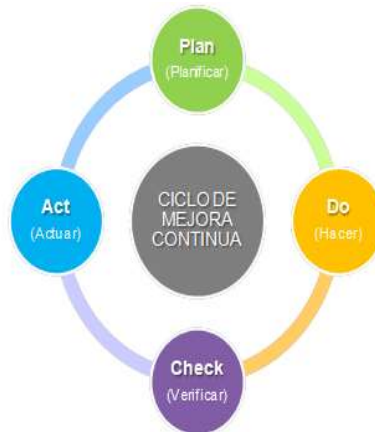 Plan
(Planificar)
Act
(Actuar)
CICLO DE
MEJORA
CONTINUA
Do
(Hacer)
Check
(Verificar)